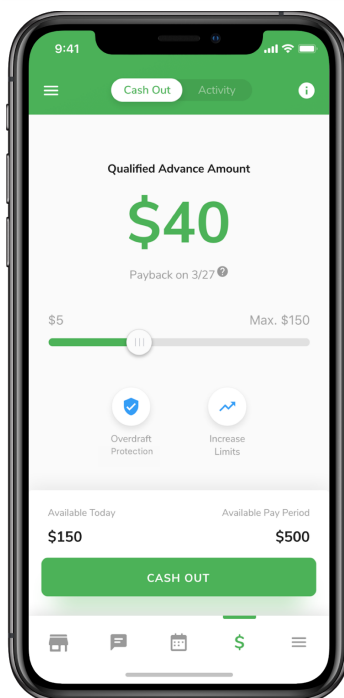 9:41
Cash Out Activity
Qualified Advance Amount
$40
Payback on 3/27 ?
$5 Max. $150
Overdraft Increase
Protection Limits
Available Today Available Pay Period
$150 $500
CASH OUT
$